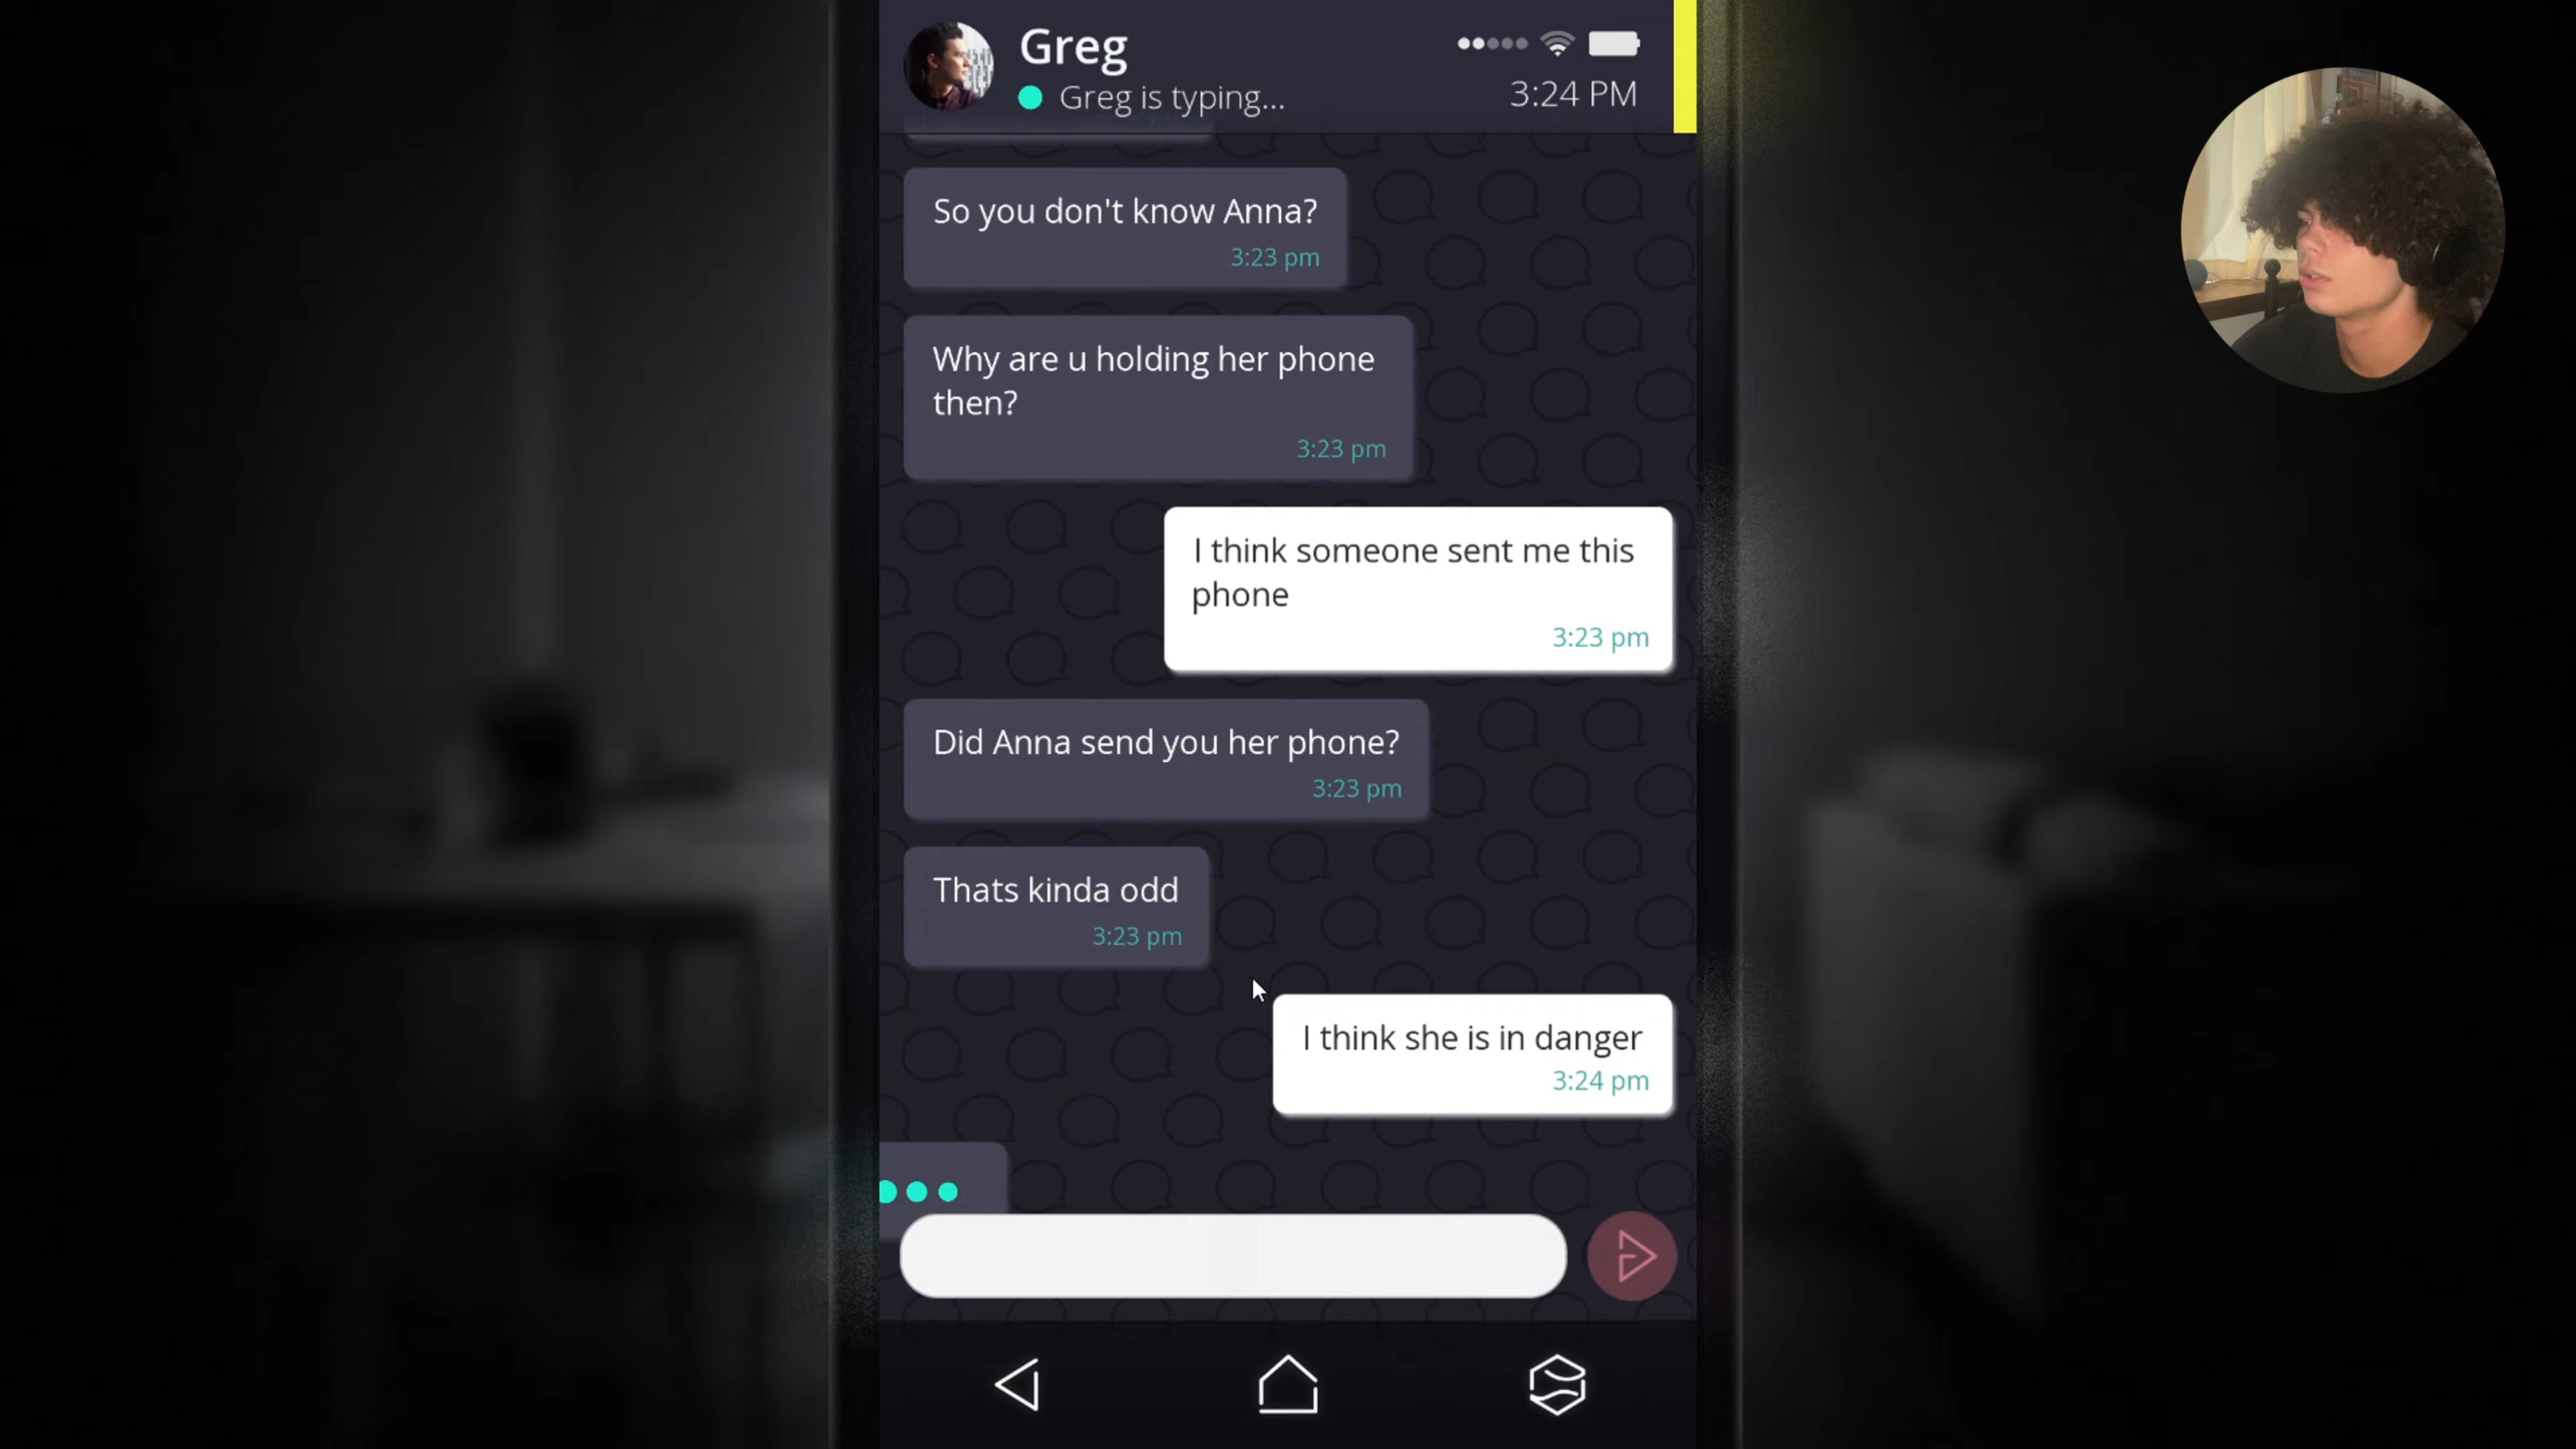 Greg
Greg is typing...
3:24 PM
So you don't know Anna?
3:23 pm
Why are u holding her phone
then?
3:23 pm
I think someone sent me this
phone
3:23 pm
Did Anna send you her phone?
3:23 pm
Thats kinda odd
3:23 pm
I think she is in danger
3:24 pm